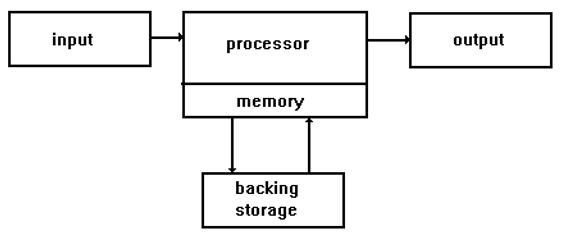 input
processor
output
memory
backing
storage